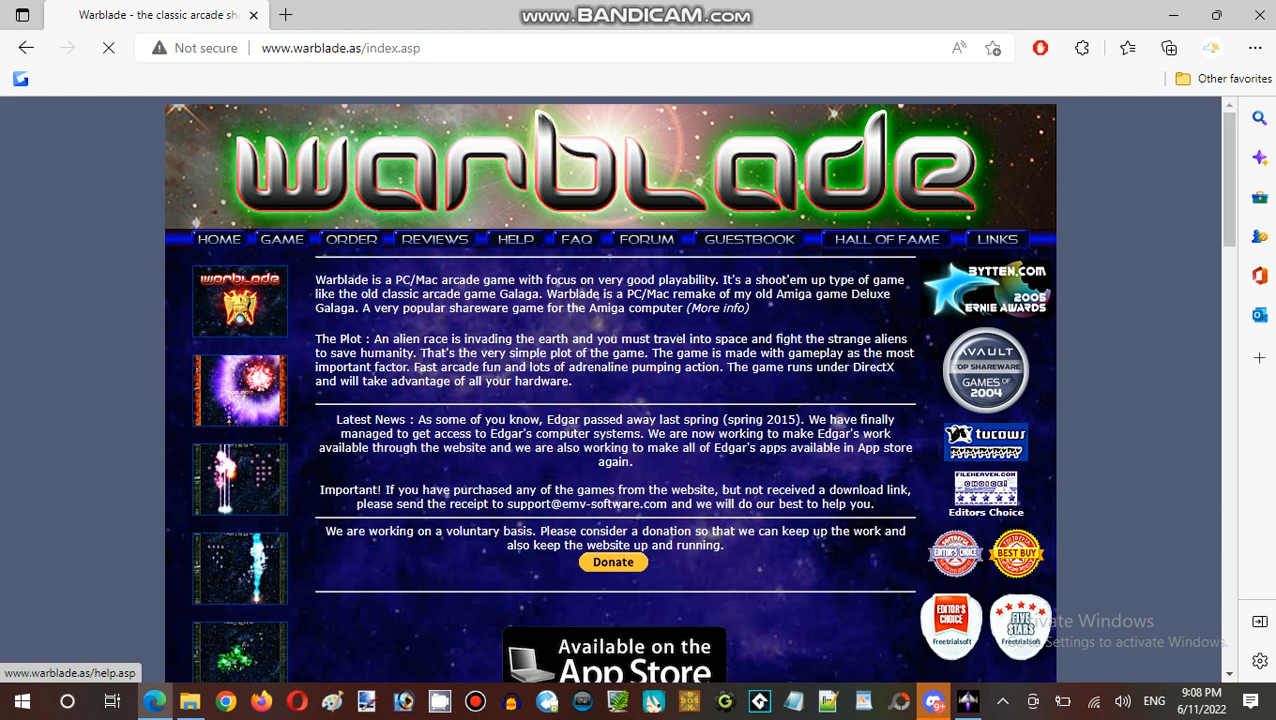 www.BANDICAM.com
Warblade - the classic arcade sh
Not secure
www.warblade.as/index.asp
Other favorites
warblade
HOME GAME ORDER REVIEWS HELP FAQ FORUM GUESTBOOK HALL OF FAME LINKS
warblade
Warblade is a PC/Mac arcade game with focus on very good playability. It's a shoot'em up type of game
like the old classic arcade game Galaga. Warblade is a PC/Mac remake of my old Amiga game Deluxe
Galaga. A very popular shareware game for the Amiga computer (More info)
The Plot : An alien race is invading the earth and you must travel into space and fight the strange aliens
to save humanity. That's the very simple plot of the game. The game is made with gameplay as the most
important factor. Fast arcade fun and lots of adrenaline pumping action. The game runs under DirectX
and will take advantage of all your hardware.
Latest News : As some of you know, Edgar passed away last spring (spring 2015). We have finally
managed to get access to Edgar's computer systems. We are now working to make Edgar's work
available through the website and we are also working to make all of Edgar's apps available in App store
again.
Important! If you have purchased any of the games from the website, but not received a download link,
please send the receipt to support@emv-software.com and we will do our best to help you.
We are working on a voluntary basis. Please consider a donation so that we can keep up the work and
also keep the website up and running.
Donate
Available on the
App Store
BYTTEN.COM
2005
ERNIE AWARDS
AVAULT
TOP SHAREWARE
GAMES OF
2004
tucows
FILEHEAVEN.COM
CHOICE!
Editors Choice
EDITOR'S
CHOICE
BEST BUY
EDITOR'S
CHOICE
Freetrialsoft
FIVE
STARS
Freetrialsoft
Activate Windows
Go to Settings to activate Windows.
www.warblade.as/help.asp
9+
ENG
9:08 PM
6/11/2022